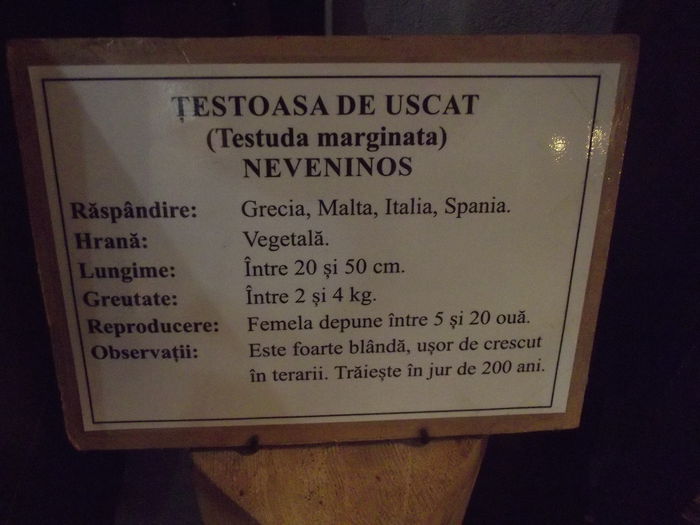 ȚESTOASA DE USCAT
(Testuda marginata)
NEVENINOS
Răspândire: Grecia, Malta, Italia, Spania.
Hrană: Vegetală.
Lungime: Între 20 și 50 cm.
Greutate: Între 2 și 4 kg.
Reproducere: Femela depune între 5 și 20 ouă.
Observații: Este foarte blândă, ușor de crescut
în terarii. Trăiește în jur de 200 ani.